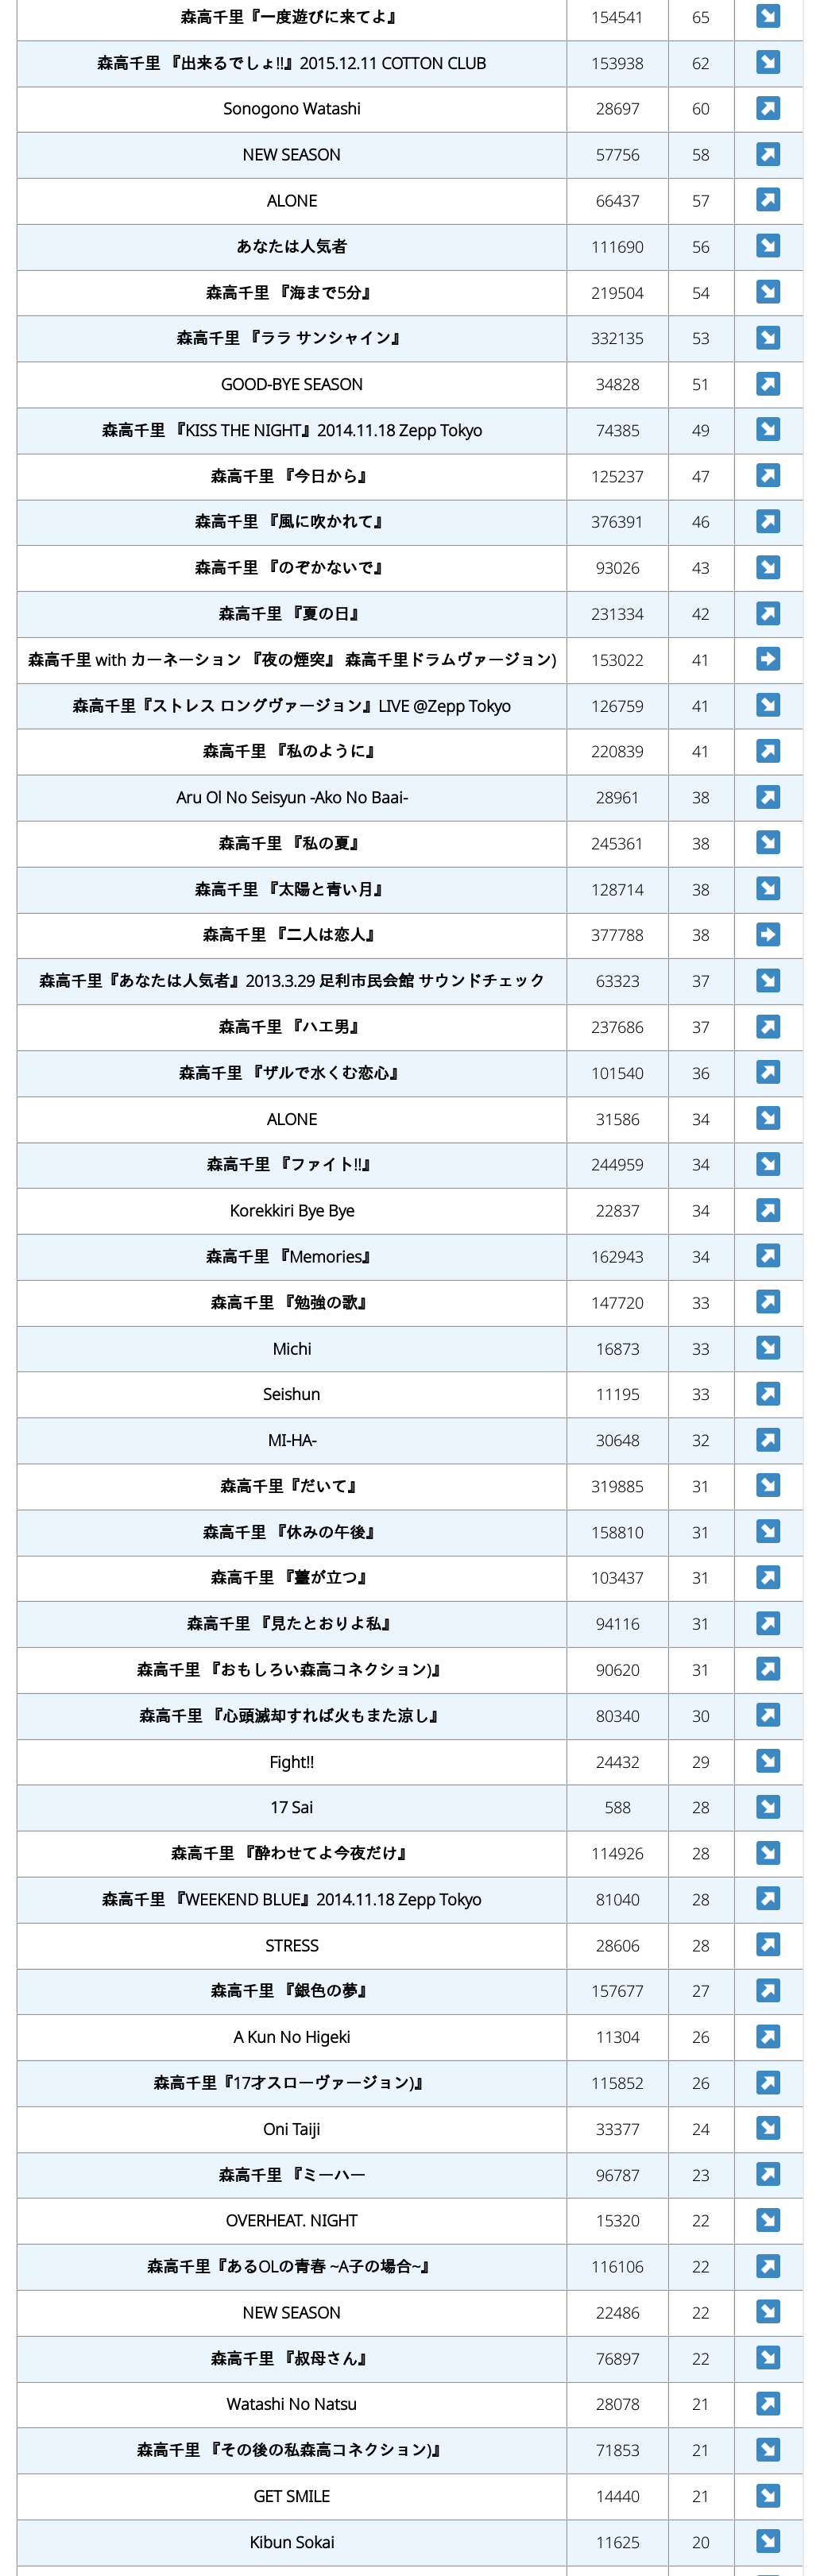 森高千里『一度遊びに来てよ』 154541 65
森高千里 『出来るでしょ!!』2015.12.11 COTTON CLUB 153938 62
Sonogono Watashi 28697 60
NEW SEASON 57756 58
ALONE 66437 57
あなたは人気者 111690 56
森高千里 『海まで5分』 219504 54
森高千里 『ララ サンシャイン』 332135 53
GOOD-BYE SEASON 34828 51
森高千里 『KISS THE NIGHT』2014.11.18 Zepp Tokyo 74385 49
森高千里 『今日から』 125237 47
森高千里 『風に吹かれて』 376391 46
森高千里 『のぞかないで』 93026 43
森高千里 『夏の日』 231334 42
森高千里 with カーネーション 『夜の煙突』 森高千里ドラムヴァージョン) 153022 41
森高千里『ストレス ロングヴァージョン』LIVE @Zepp Tokyo 126759 41
森高千里 『私のように』 220839 41
Aru Ol No Seisyun -Ako No Baai- 28961 38
森高千里 『私の夏』 245361 38
森高千里 『太陽と青い月』 128714 38
森高千里 『二人は恋人』 377788 38
森高千里『あなたは人気者』2013.3.29 足利市民会館 サウンドチェック 63323 37
森高千里 『ハエ男』 237686 37
森高千里 『ザルで水くむ恋心』 101540 36
ALONE 31586 34
森高千里 『ファイト!!』 244959 34
Korekkiri Bye Bye 22837 34
森高千里 『Memories』 162943 34
森高千里 『勉強の歌』 147720 33
Michi 16873 33
Seishun 11195 33
MI-HA- 30648 32
森高千里『だいて』 319885 31
森高千里 『休みの午後』 158810 31
森高千里 『薹が立つ』 103437 31
森高千里 『見たとおりよ私』 94116 31
森高千里 『おもしろい森高コネクション)』 90620 31
森高千里 『心頭滅却すれば火もまた涼し』 80340 30
Fight!! 24432 29
17 Sai 588 28
森高千里 『酔わせてよ今夜だけ』 114926 28
森高千里 『WEEKEND BLUE』2014.11.18 Zepp Tokyo 81040 28
STRESS 28606 28
森高千里 『銀色の夢』 157677 27
A Kun No Higeki 11304 26
森高千里『17才スローヴァージョン)』 115852 26
Oni Taiji 33377 24
森高千里 『ミーハー 96787 23
OVERHEAT. NIGHT 15320 22
森高千里『あるOLの青春 ~A子の場合~』 116106 22
NEW SEASON 22486 22
森高千里 『叔母さん』 76897 22
Watashi No Natsu 28078 21
森高千里 『その後の私森高コネクション)』 71853 21
GET SMILE 14440 21
Kibun Sokai 11625 20